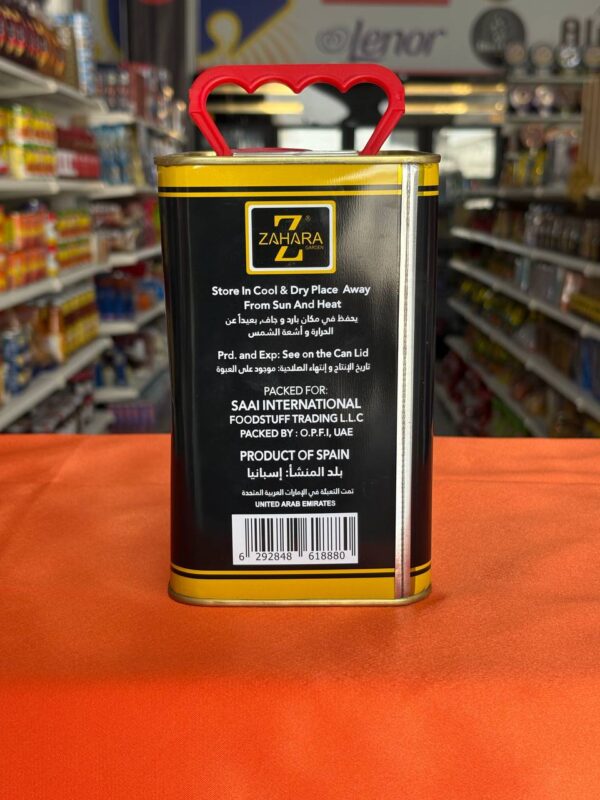 Lenor
Z
ZAHARA
GARDEN
®
Store In Cool & Dry Place Away
From Sun And Heat
يحفظ في مكان بارد و جاف, بعيداً عن
الحرارة و أشعة الشمس
Prd. and Exp: See on the Can Lid
تاريخ الإنتاج و إنتهاء الصلاحية: موجود على العبوة
PACKED FOR:
SAAI INTERNATIONAL
FOODSTUFF TRADING L.L.C
PACKED BY : O.P.F.I, UAE
PRODUCT OF SPAIN
بلد المنشأ: إسبانيا
تمت التعبئة في الإمارات العربية المتحدة
UNITED ARAB EMIRATES
6 292848 618880